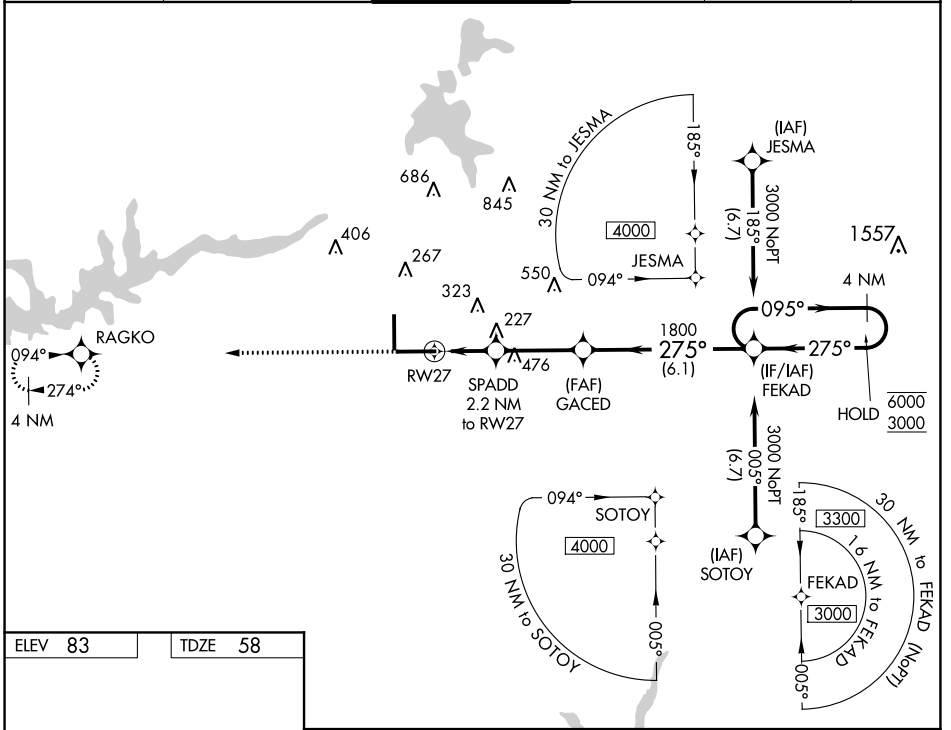 (IAF)
JESMA
30 NM to JESMA
185°
3000 NoPT
185°
(6.7)
4000
JESMA
094°
686
845
406
267
550
323
227
476
1557
4 NM
095°
RAGKO
094°
274°
4 NM
RW27
SPADD
2.2 NM
to RW27
(FAF)
GACED
1800
275°
(6.1)
275°
(IF/IAF)
FEKAD
HOLD
6000
3000
3000 NoPT
005°
(6.7)
(IAF)
SOTOY
094°
SOTOY
4000
30 NM to SOTOY
005°
185°
3300
30 NM to FEKAD (NoPT)
16 NM to FEKAD
FEKAD
3000
005°
ELEV 83
TDZE 58